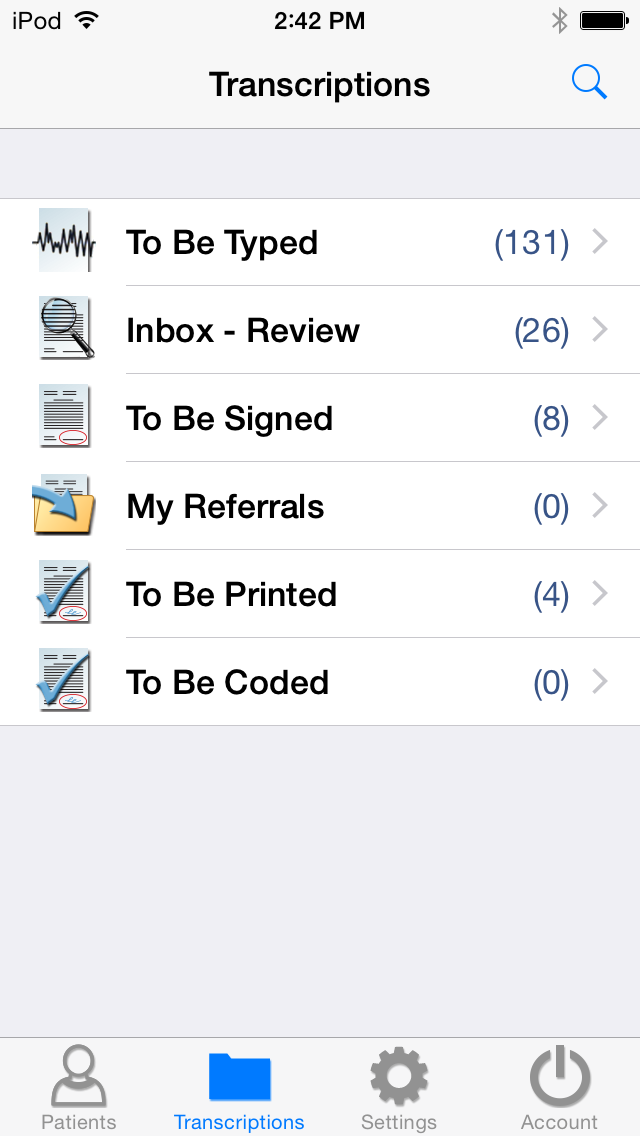 iPod 2:42 PM
Transcriptions
To Be Typed (131)
Inbox - Review (26)
To Be Signed (8)
My Referrals (0)
To Be Printed (4)
To Be Coded (0)
Patients Transcriptions Settings Account